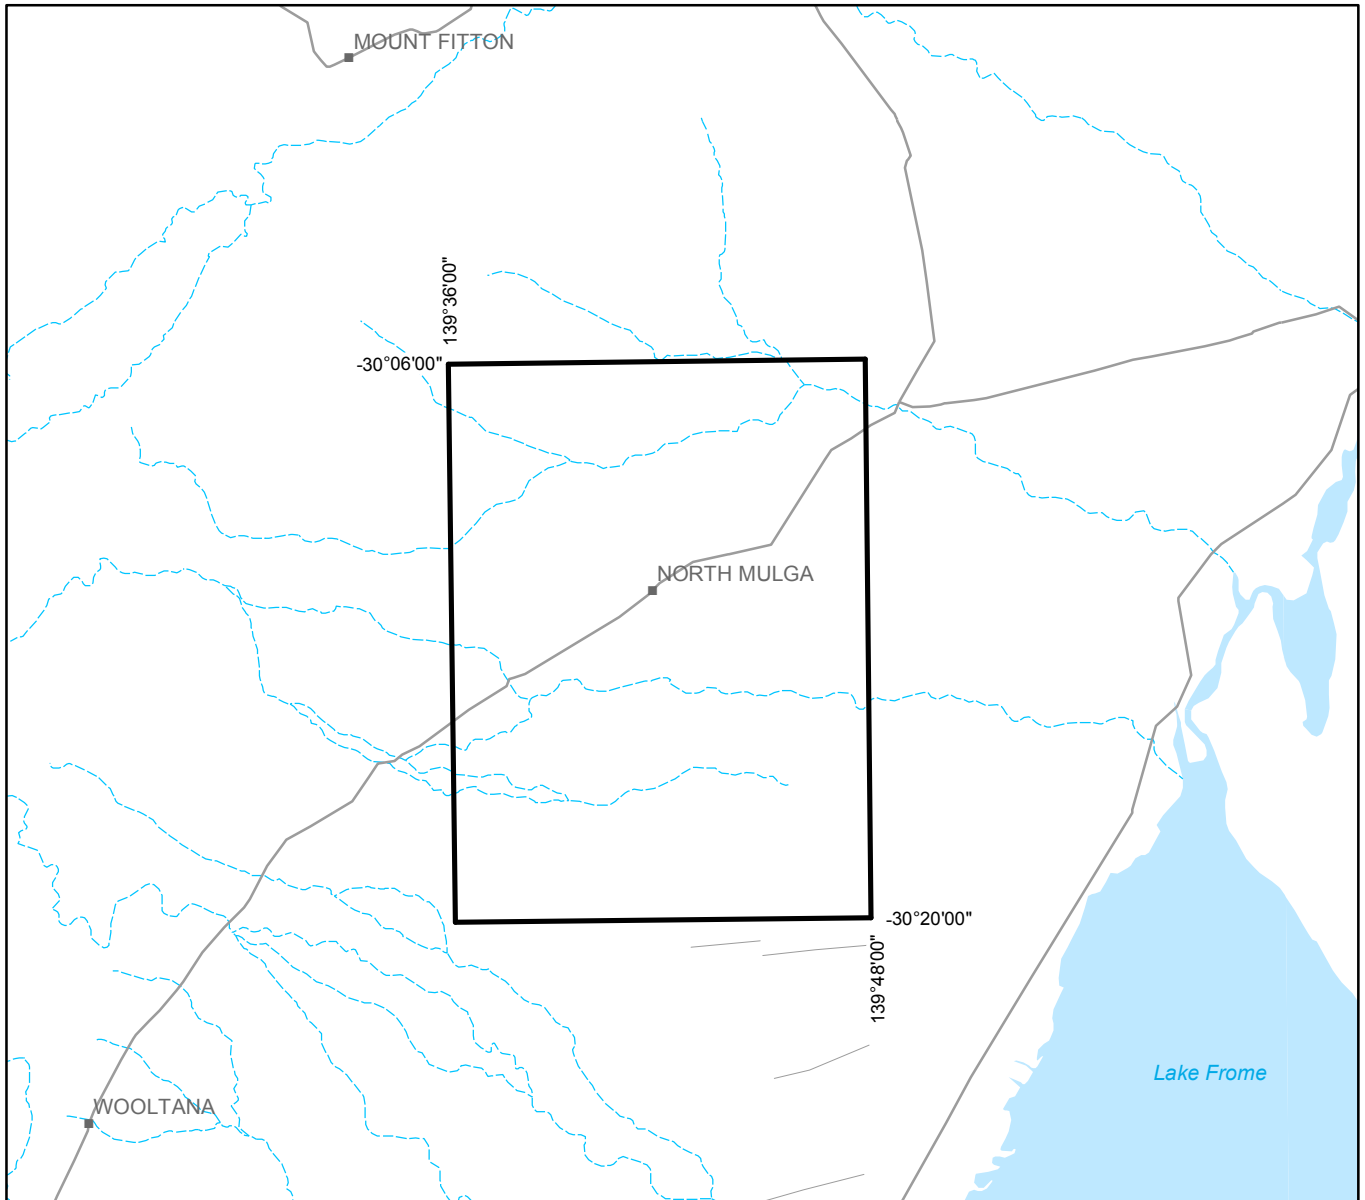 MOUNT FITTON
139°36'00"
-30°06'00"
NORTH MULGA
-30°20'00"
139°48'00"
Lake Frome
WOOLTANA